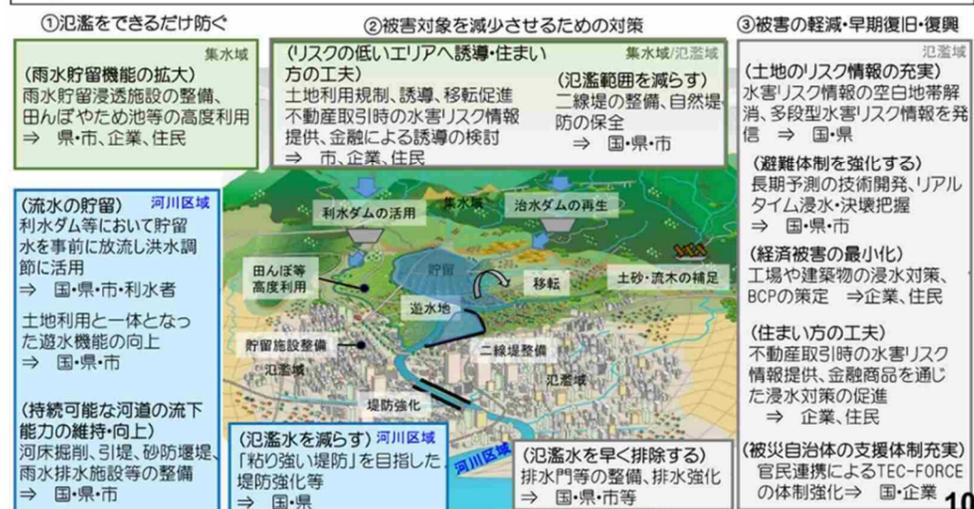 ①氾濫をできるだけ防ぐ
集水域
(雨水貯留機能の拡大)
雨水貯留浸透施設の整備、
田んぼやため池等の高度利用
⇒ 県・市、企業、住民
河川区域
(流水の貯留)
利水ダム等において貯留
水を事前に放流し洪水調
節に活用
⇒ 国・県・市・利水者
土地利用と一体となっ
た遊水機能の向上
⇒ 国・県・市
(持続可能な河道の流下
能力の維持・向上)
河床掘削、引堤、砂防堰堤、
雨水排水施設等の整備
⇒ 国・県・市
②被害対象を減少させるための対策
集水域/氾濫域
(リスクの低いエリアへ誘導・住まい
方の工夫)
土地利用規制、誘導、移転促進
不動産取引時の水害リスク情報
提供、金融による誘導の検討
⇒ 市、企業、住民
(氾濫範囲を減らす)
二線堤の整備、自然堤
防の保全
⇒ 国・県・市
利水ダムの活用
集水域
治水ダムの再生
田んぼ等
高度利用
貯留
移転
土砂・流木の補足
遊水地
貯留施設整備
二線堤整備
氾濫域
氾濫域
堤防強化
河川区域
(氾濫水を減らす) 河川区域
「粘り強い堤防」を目指した
堤防強化等
⇒ 国・県
(氾濫水を早く排除する)
排水門等の整備、排水強化
⇒ 国・県・市等
③被害の軽減・早期復旧・復興
氾濫域
(土地のリスク情報の充実)
水害リスク情報の空白地帯解
消、多段型水害リスク情報を発
信 ⇒ 国・県
(避難体制を強化する)
長期予測の技術開発、リアル
タイム浸水・決壊把握
⇒ 国・県・市
(経済被害の最小化)
工場や建築物の浸水対策、
BCPの策定 ⇒企業、住民
(住まい方の工夫)
不動産取引時の水害リスク
情報提供、金融商品を通じ
た浸水対策の促進
⇒ 企業、住民
(被災自治体の支援体制充実)
官民連携によるTEC-FORCE
の体制強化⇒ 国・企業
10